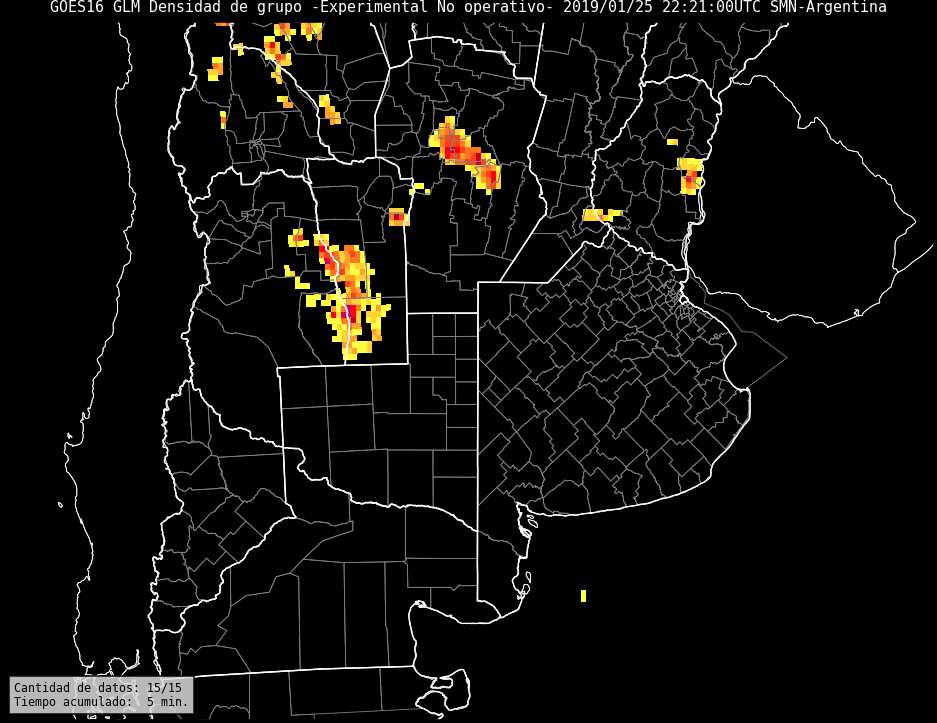 GOES16 GLM Densidad de grupo -Experimental No operativo- 2019/01/25 22:21:00UTC SMN-Argentina
Cantidad de datos: 15/15
Tiempo acumulado:  5 min.